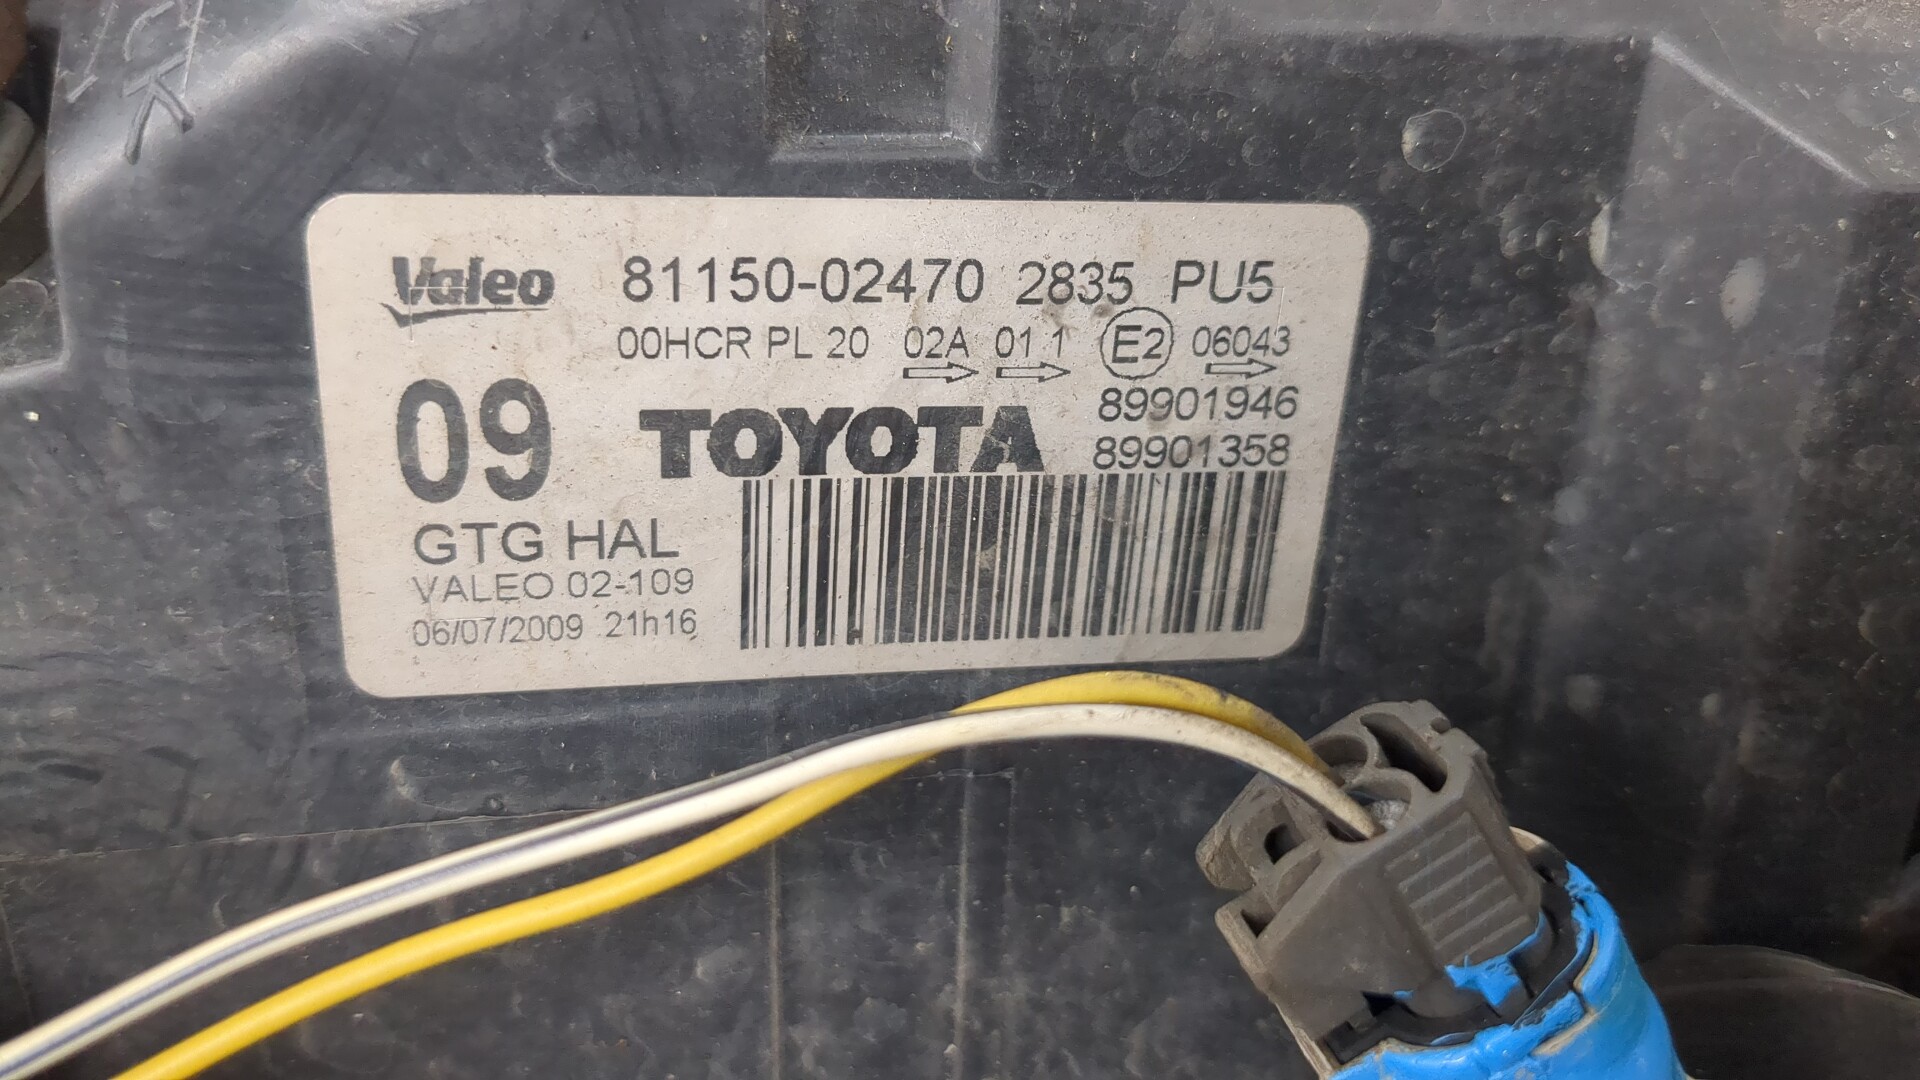 Valeo 81150-02470 2835 PU5
00HCR PL 20 02A 01 1 E2 06043
09 TOYOTA 89901946
89901358
GTG HAL
VALEO 02-109
06/07/2009 21h16